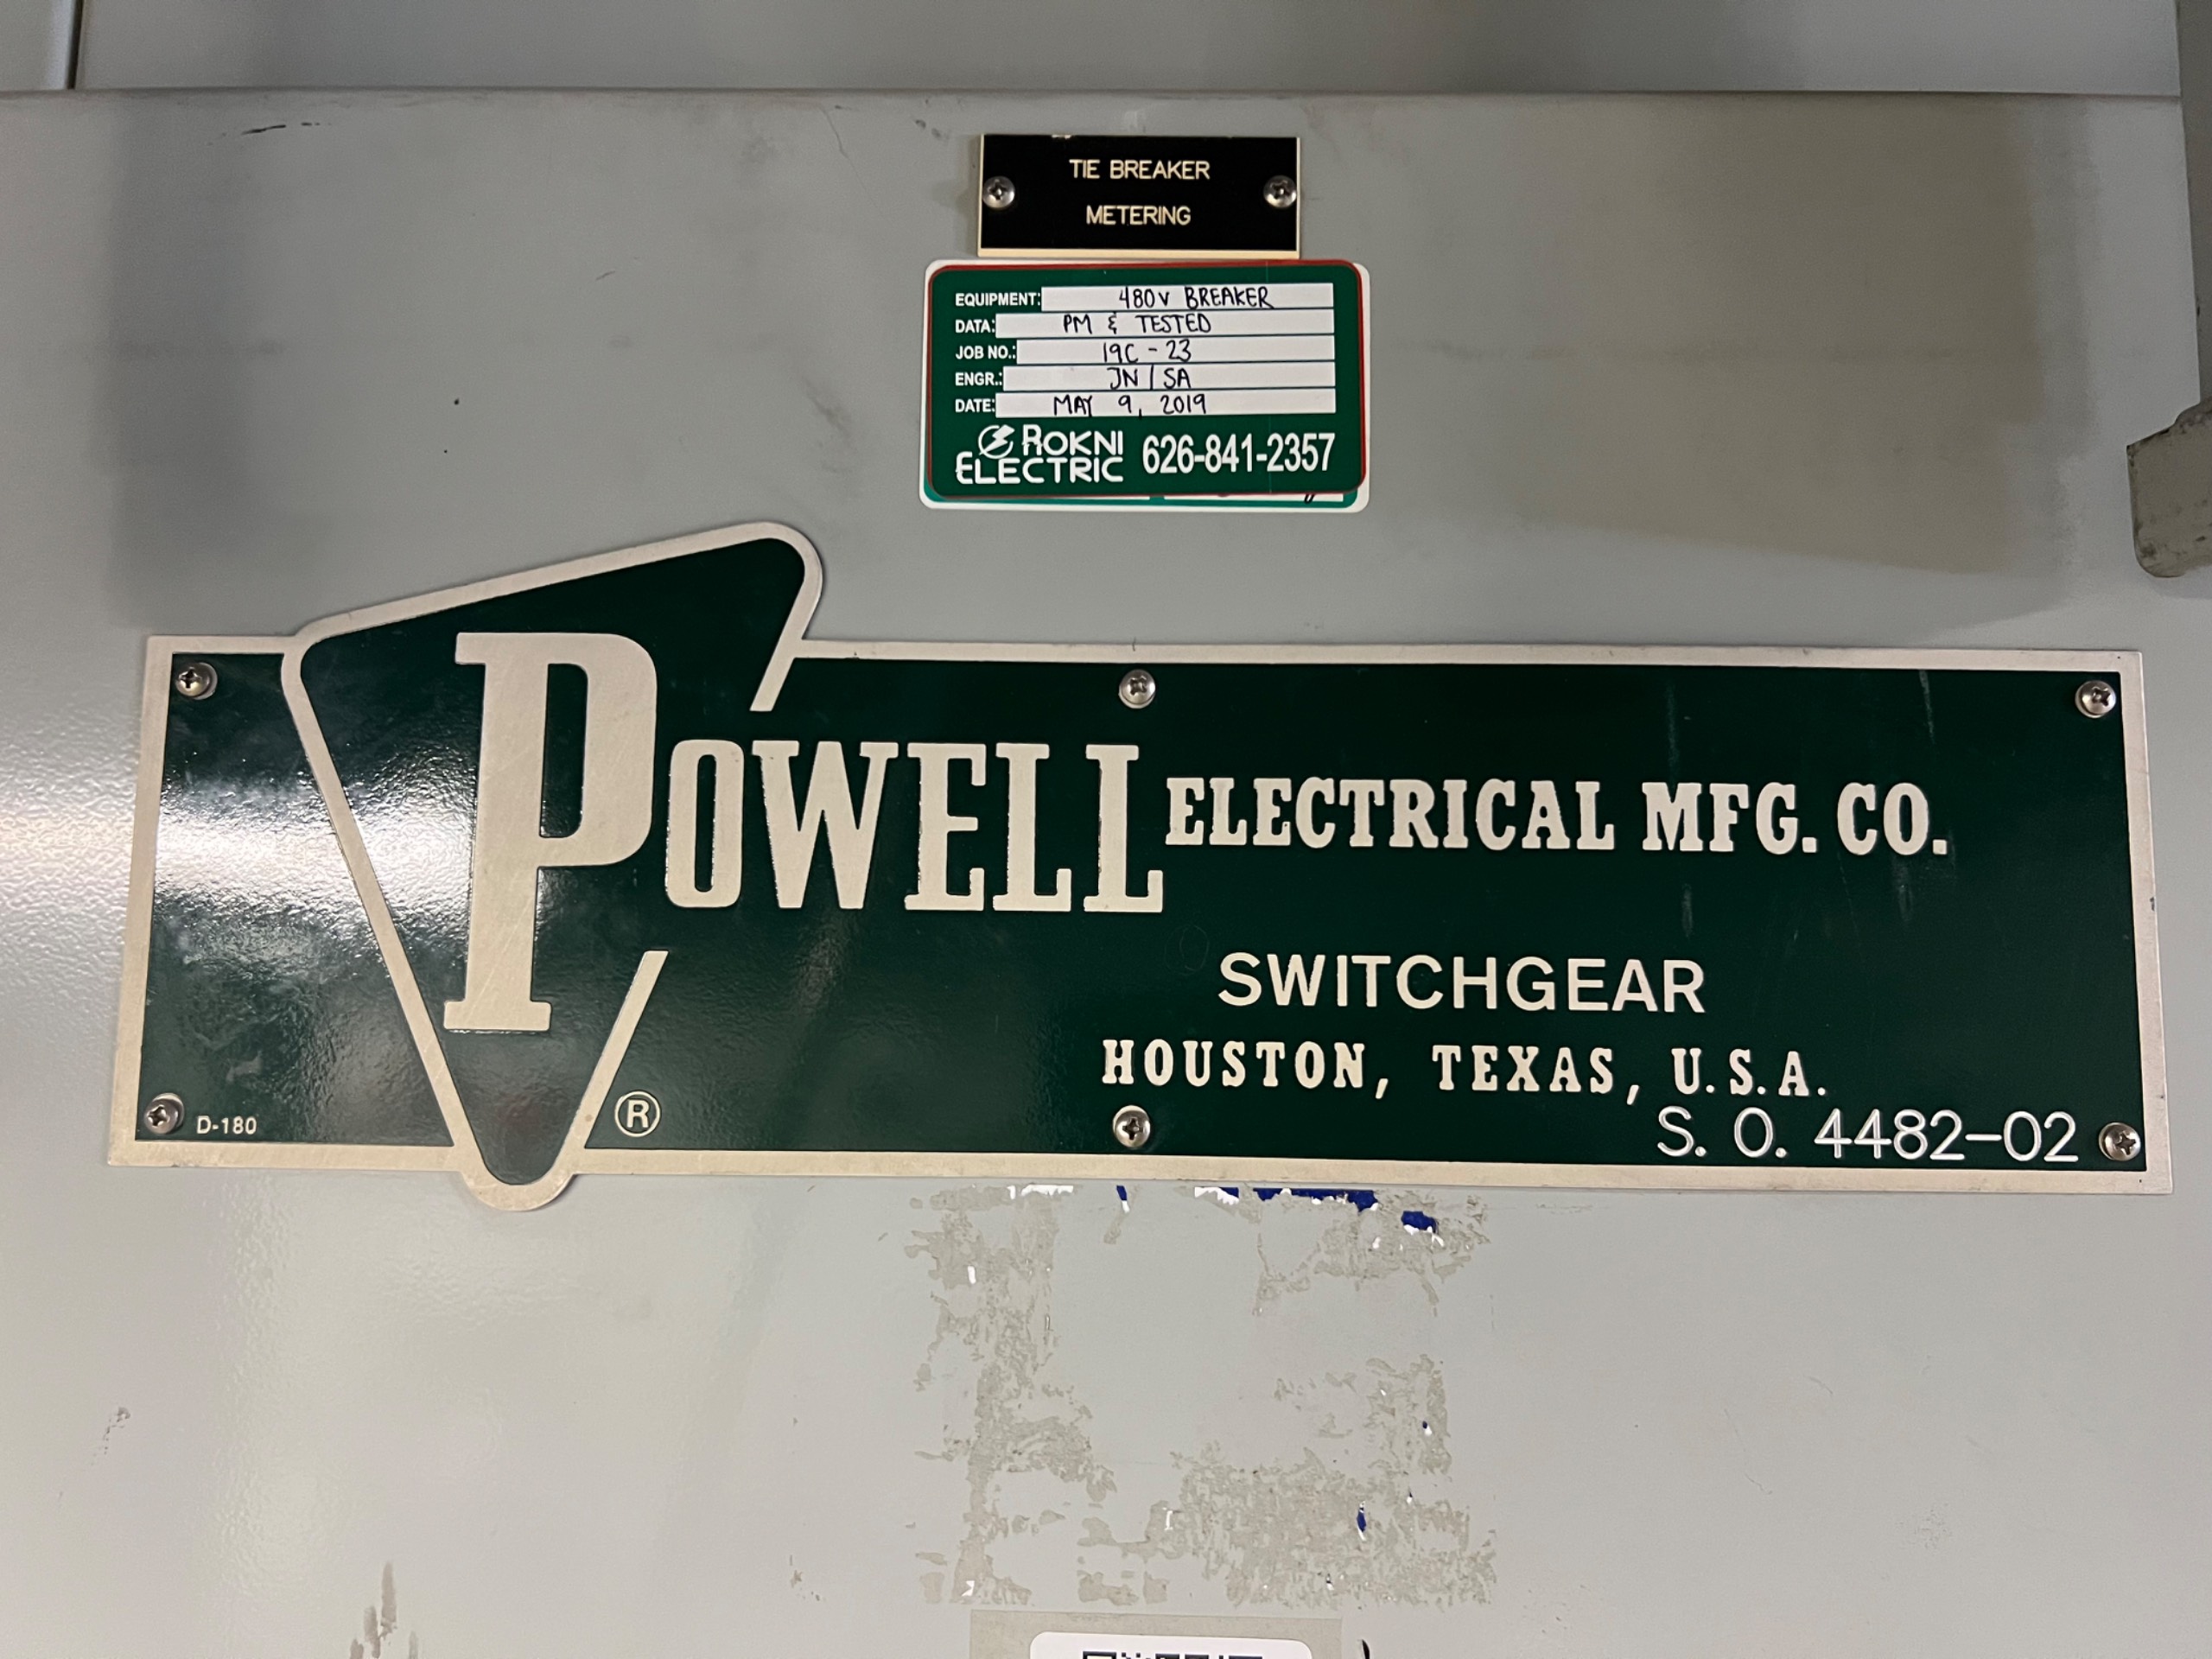 TIE BREAKER
METERING
EQUIPMENT: 480V BREAKER
DATA: PM & TESTED
JOB NO.: 19C-23
ENGR.: JN/SA
DATE: MAY 9, 2019
ROKNI
ELECTRIC 626-841-2357
POWELL ELECTRICAL MFG. CO.
SWITCHGEAR
HOUSTON, TEXAS, U.S.A.
S. O. 4482-02
D-180 ®